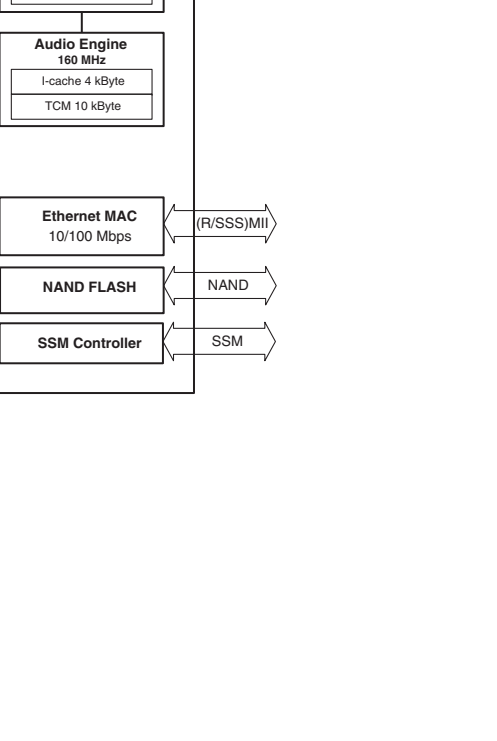 Audio Engine
160 MHz
I-cache 4 kByte
TCM 10 kByte
Ethernet MAC
10/100 Mbps
(R/SSS)MII
NAND FLASH
NAND
SSM Controller
SSM